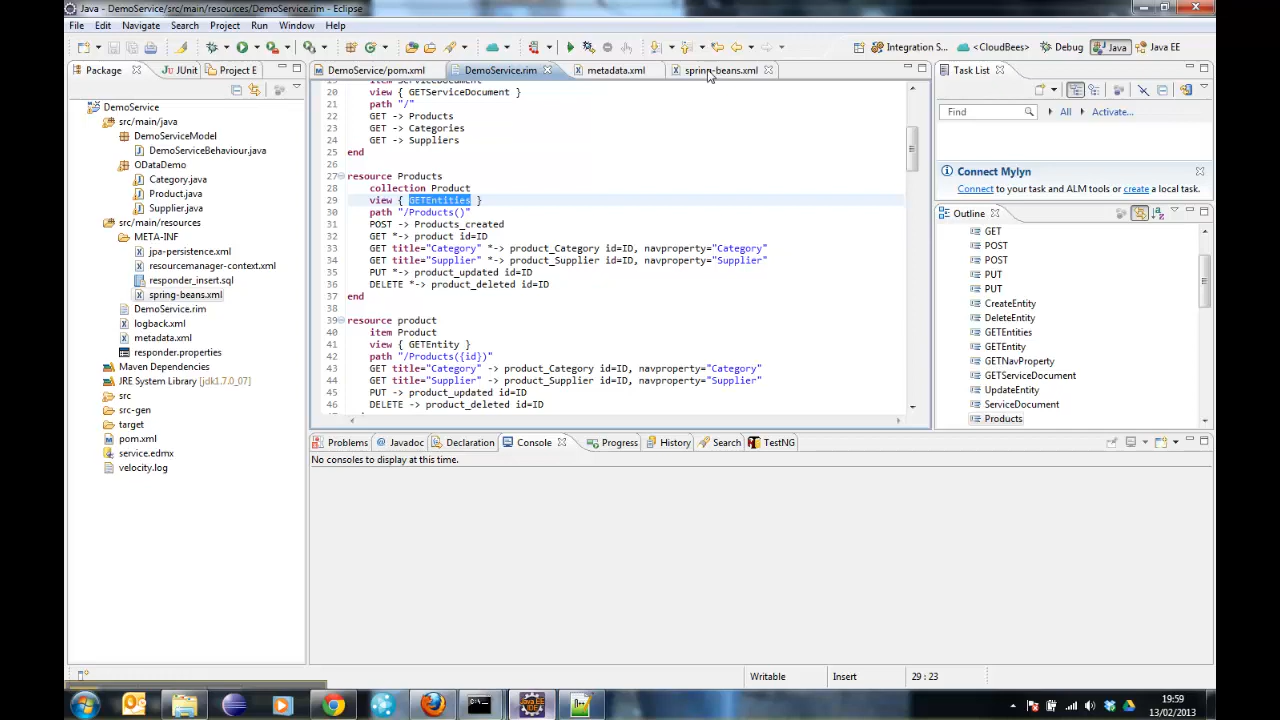 Java - DemoService/src/main/resources/DemoService.rim - Eclipse
File Edit Navigate Search Project Run Window Help
Integration S... <CloudBees> Debug Java Java EE
Package JUnit Project E
DemoService
src/main/java
DemoServiceModel
DemoServiceBehaviour.java
ODataDemo
Category.java
Product.java
Supplier.java
src/main/resources
META-INF
jpa-persistence.xml
resourcemanager-context.xml
responder_insert.sql
spring-beans.xml
DemoService.rim
logback.xml
metadata.xml
responder.properties
Maven Dependencies
JRE System Library [jdk1.7.0_07]
src
src-gen
target
pom.xml
service.edmx
velocity.log
DemoService/pom.xml DemoService.rim metadata.xml spring-beans.xml
19 item ServiceDocument
20 view { GETServiceDocument }
21 path "/"
22 GET -> Products
23 GET -> Categories
24 GET -> Suppliers
25 end
26
27 resource Products
28 collection Product
29 view { GETEntities }
30 path "/Products()"
31 POST -> Products_created
32 GET *-> product id=ID
33 GET title="Category" *-> product_Category id=ID, navproperty="Category"
34 GET title="Supplier" *-> product_Supplier id=ID, navproperty="Supplier"
35 PUT *-> product_updated id=ID
36 DELETE *-> product_deleted id=ID
37 end
38
39 resource product
40 item Product
41 view { GETEntity }
42 path "/Products({id})"
43 GET title="Category" -> product_Category id=ID, navproperty="Category"
44 GET title="Supplier" -> product_Supplier id=ID, navproperty="Supplier"
45 PUT -> product_updated id=ID
46 DELETE -> product_deleted id=ID
Task List
Find All Activate...
Connect Mylyn
Connect to your task and ALM tools or create a local task.
Outline
GET
POST
POST
PUT
PUT
CreateEntity
DeleteEntity
GETEntities
GETEntity
GETNavProperty
GETServiceDocument
UpdateEntity
ServiceDocument
Products
Problems Javadoc Declaration Console Progress History Search TestNG
No consoles to display at this time.
Writable Insert 29 : 23
19:59
13/02/2013